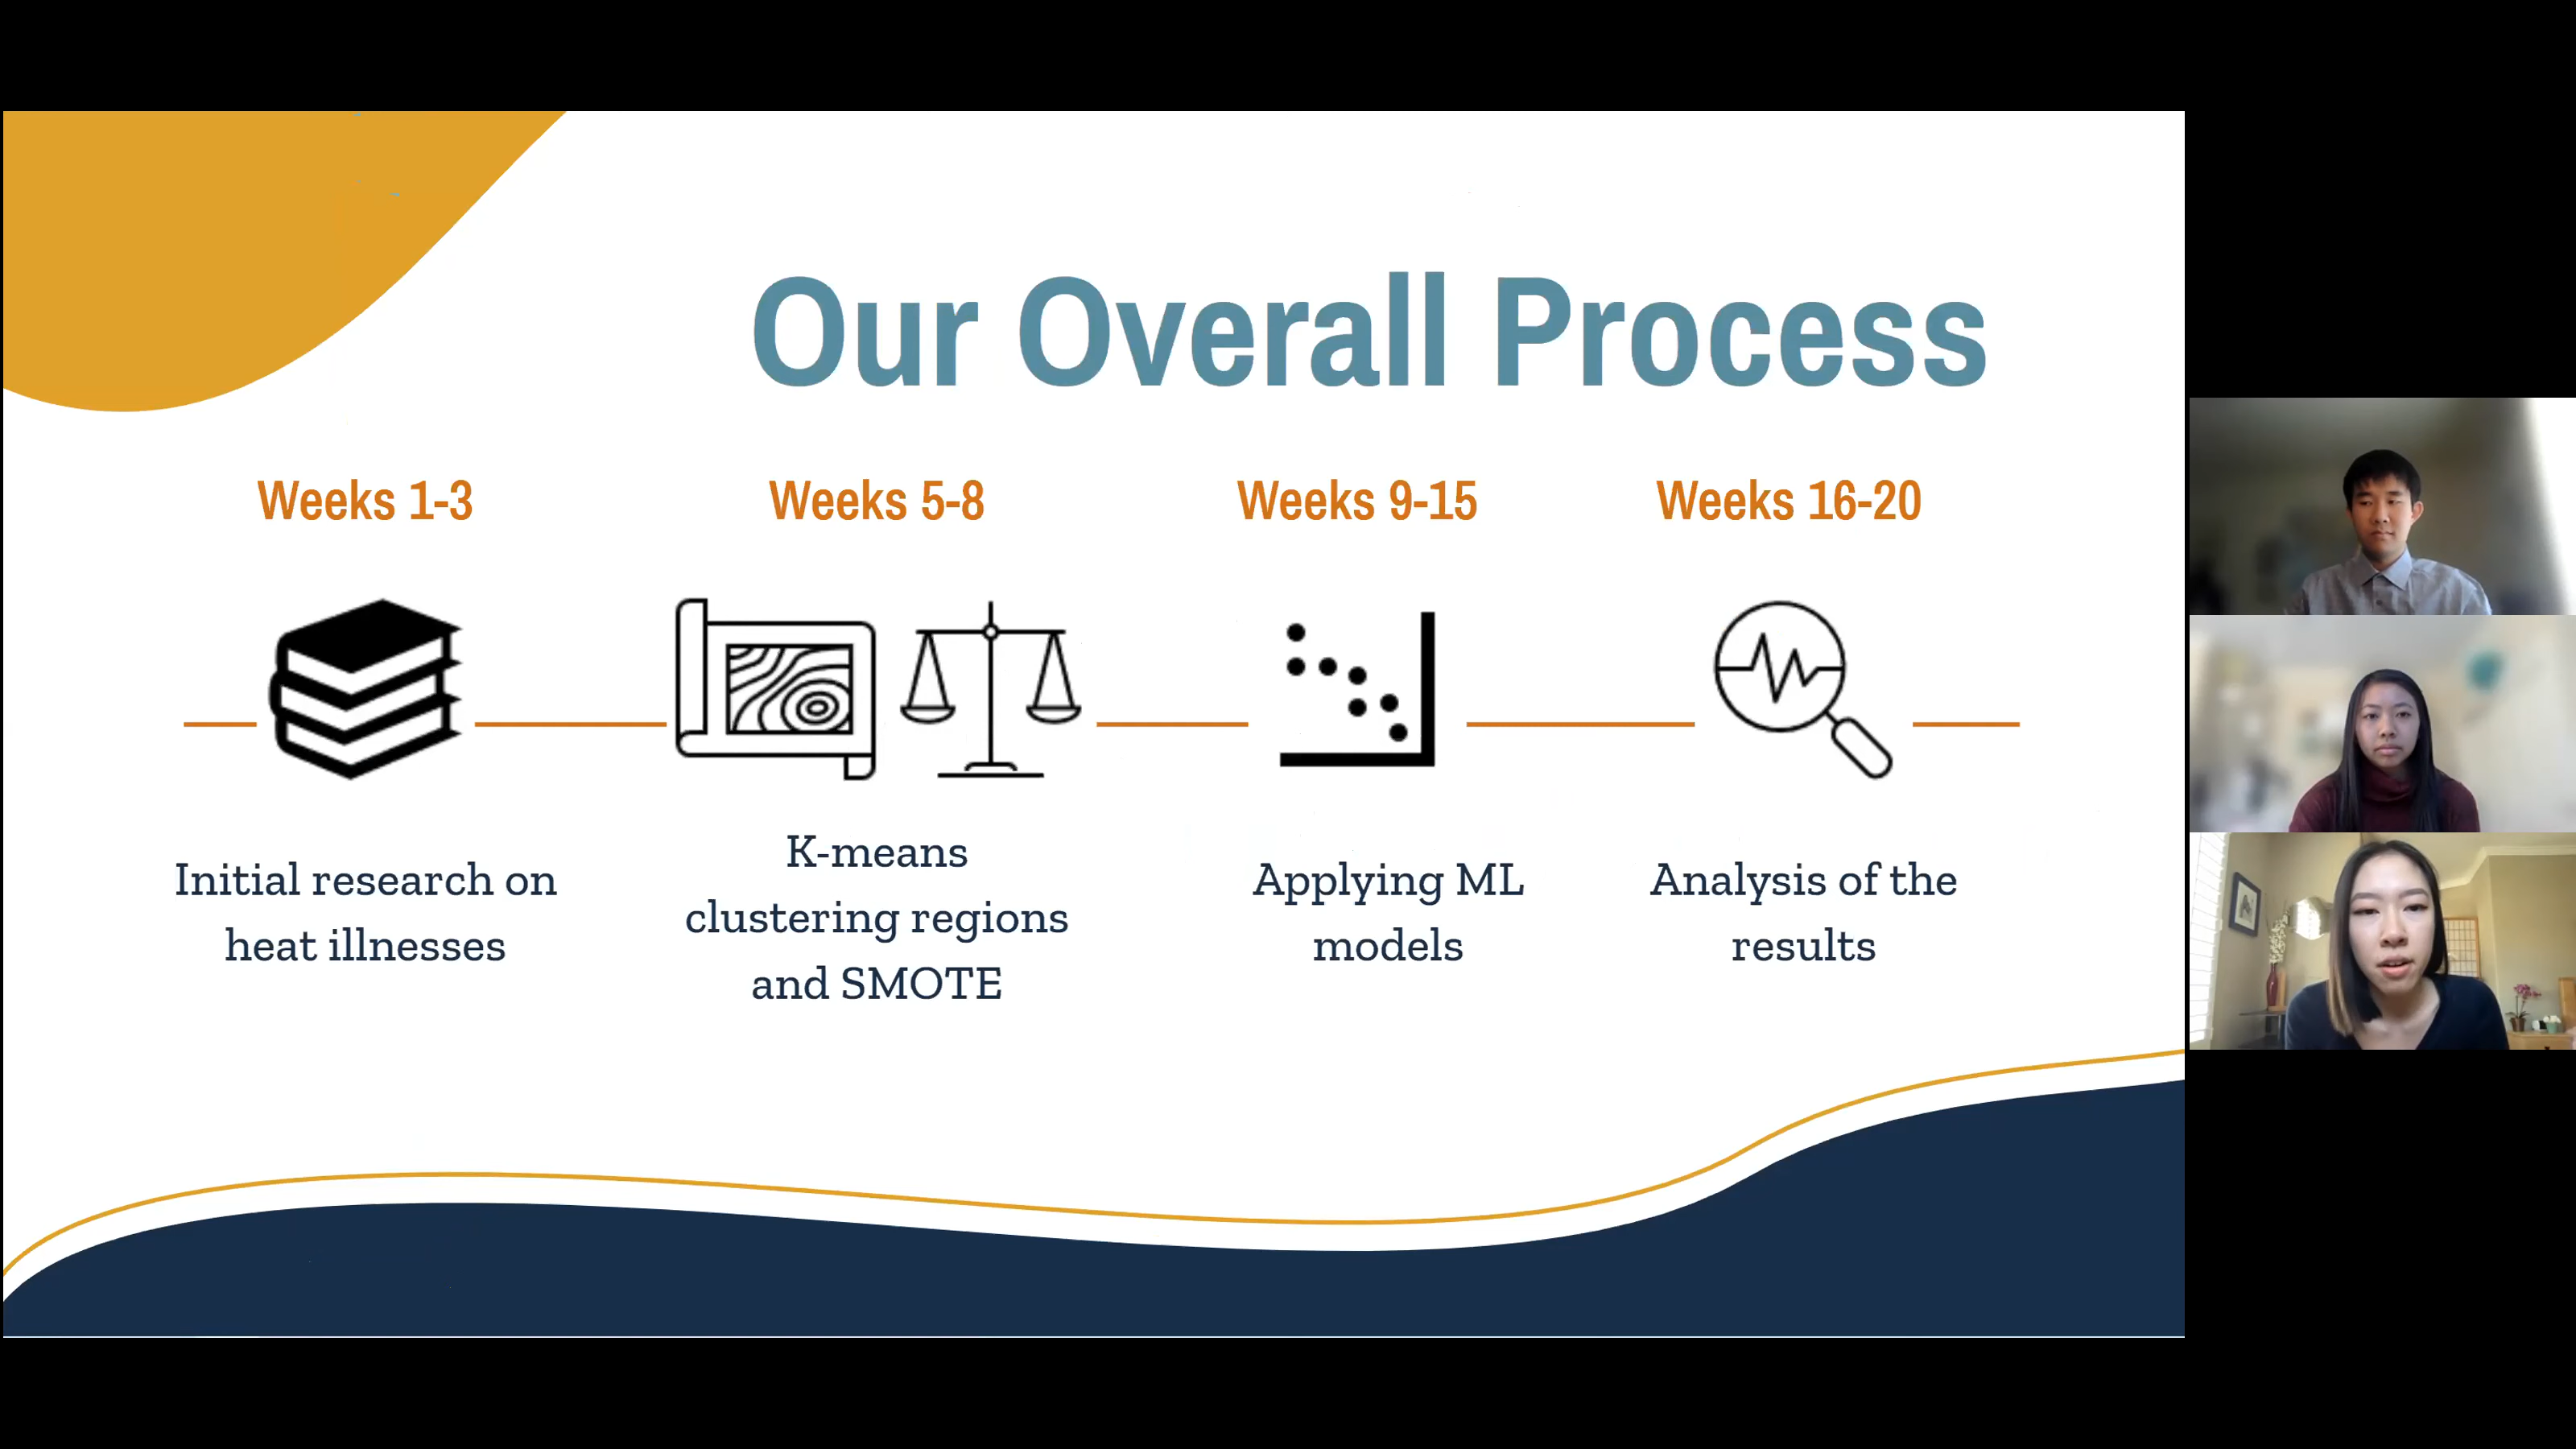 Our Overall Process
Weeks 1-3
Weeks 5-8
Weeks 9-15
Weeks 16-20
Initial research on
heat illnesses
K-means
clustering regions
and SMOTE
Applying ML
models
Analysis of the
results